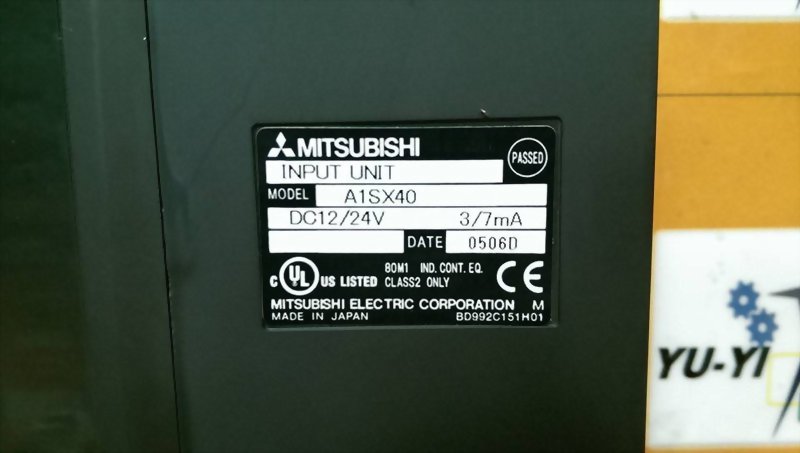 MITSUBISHI
PASSED
INPUT UNIT
MODEL A1SX40
DC12/24V 3/7mA
DATE 0506D
C UL US LISTED 80M1 IND. CONT. EQ. CLASS2 ONLY CE
MITSUBISHI ELECTRIC CORPORATION M
MADE IN JAPAN BD992C151H01
YU-YI